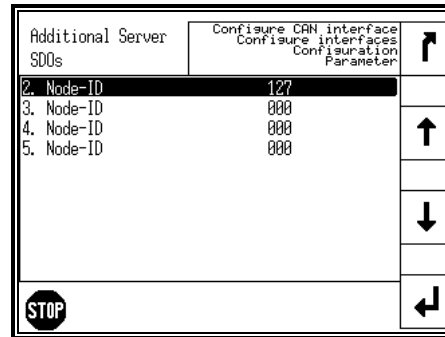 Additional Server
SDOs
Configure CAN interface
Configure interfaces
Configuration
Parameter
2. Node-ID 127
3. Node-ID 000
4. Node-ID 000
5. Node-ID 000
STOP